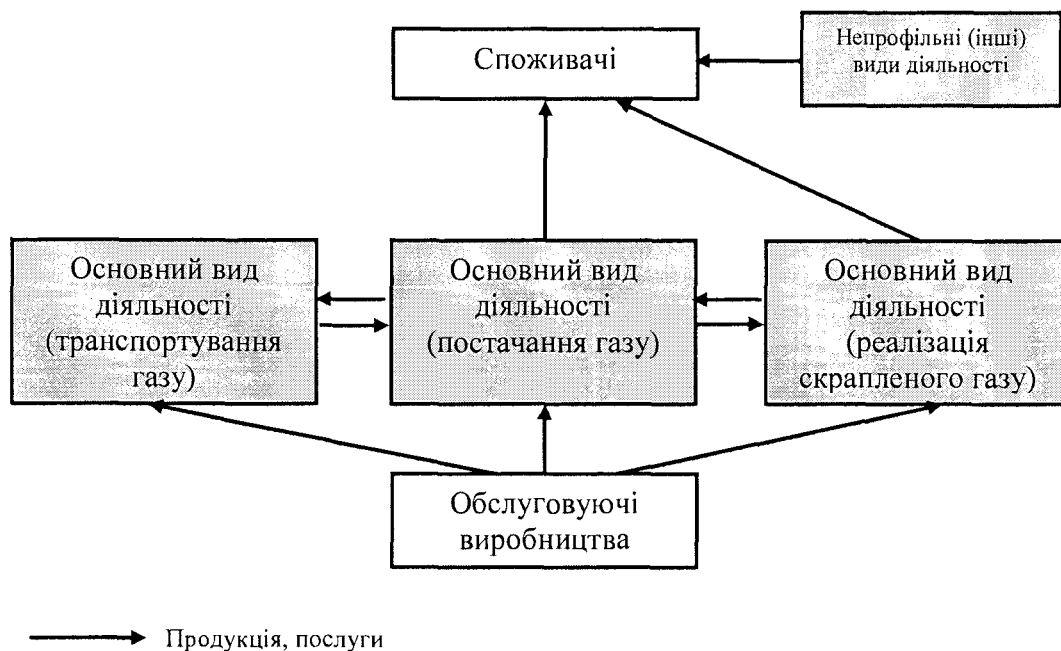 Споживачі
Непрофільні (інші)
види діяльності
Основний вид
діяльності
(транспортування
газу)
Основний вид
діяльності
(постачання газу)
Основний вид
діяльності
(реалізація
скрапленого газу)
Обслуговуючі
виробництва
Продукція, послуги